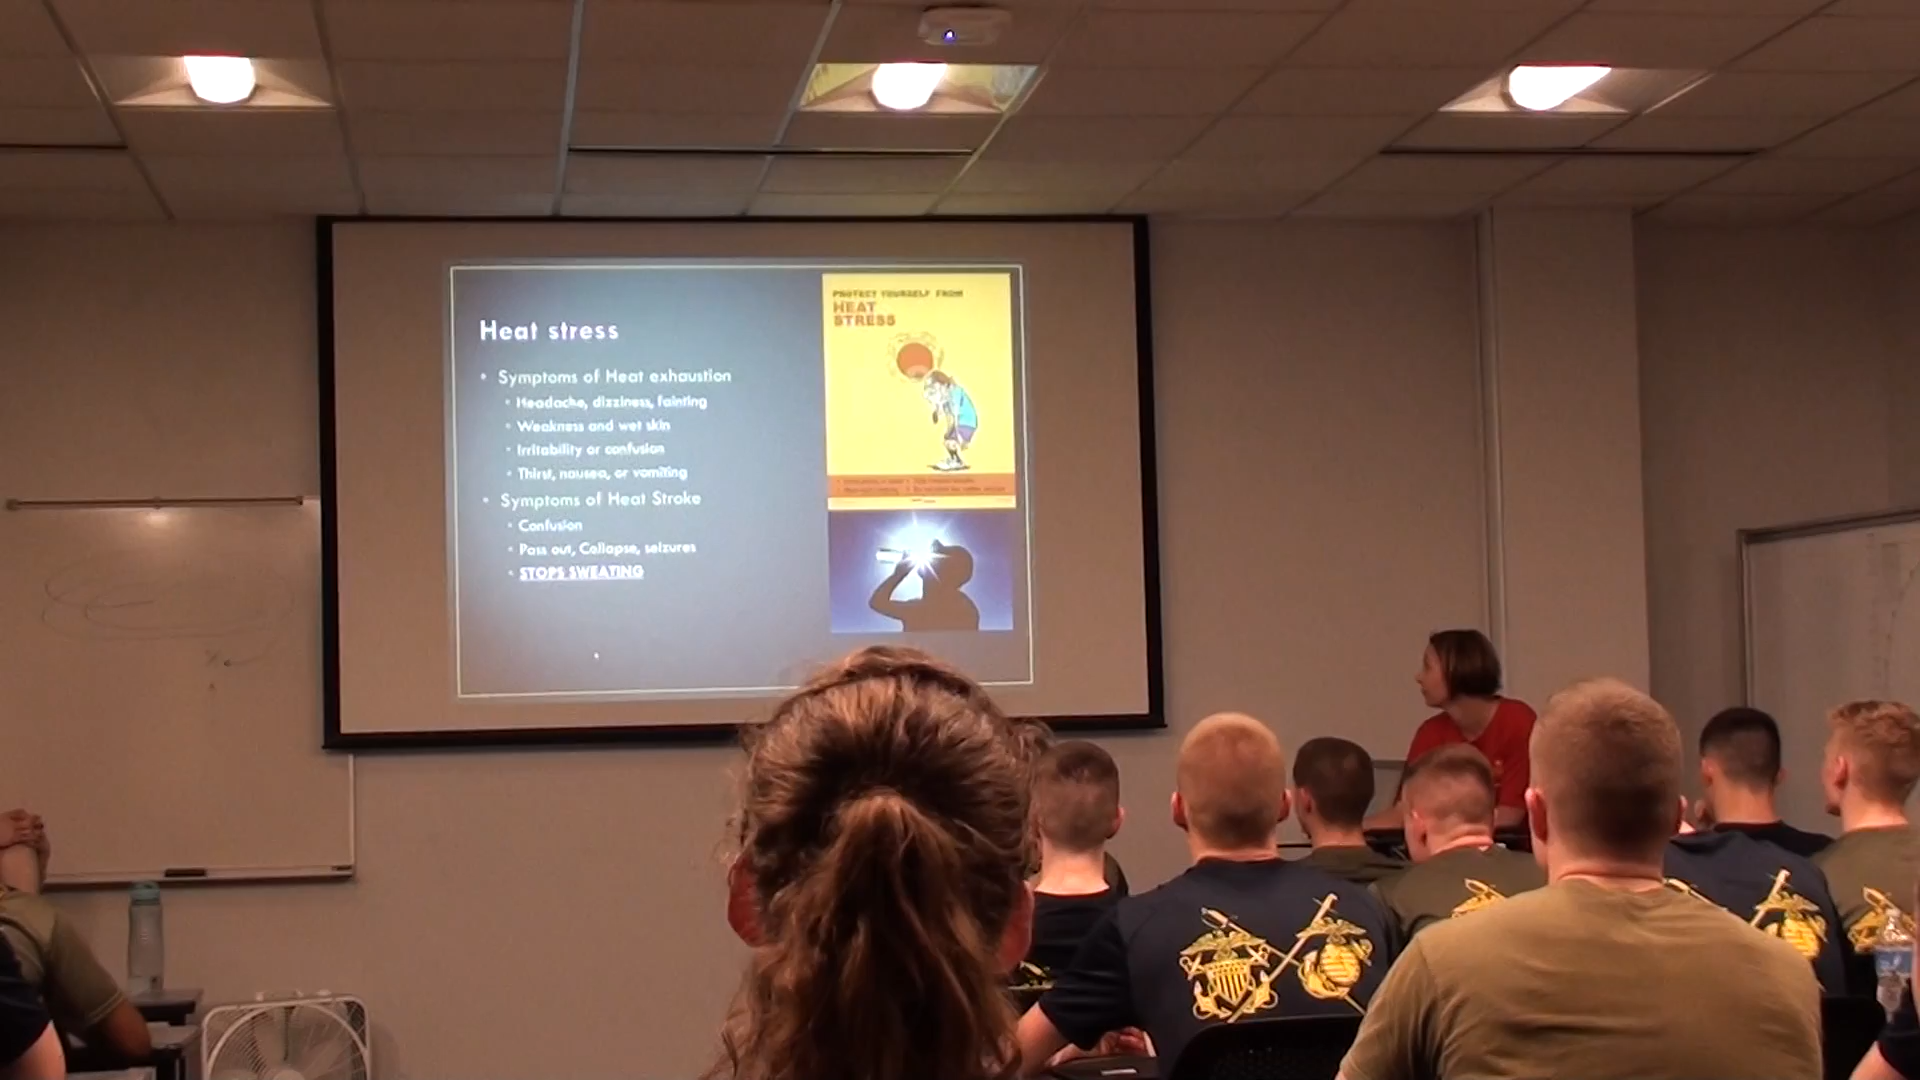 Heat stress
• Symptoms of Heat exhaustion
• Headache, dizziness, fainting
• Weakness and wet skin
• Irritability or confusion
• Thirst, nausea, or vomiting
• Symptoms of Heat Stroke
• Confusion
• Pass out, Collapse, seizures
• STOPS SWEATING
PROTECT YOURSELF FROM
HEAT
STRESS